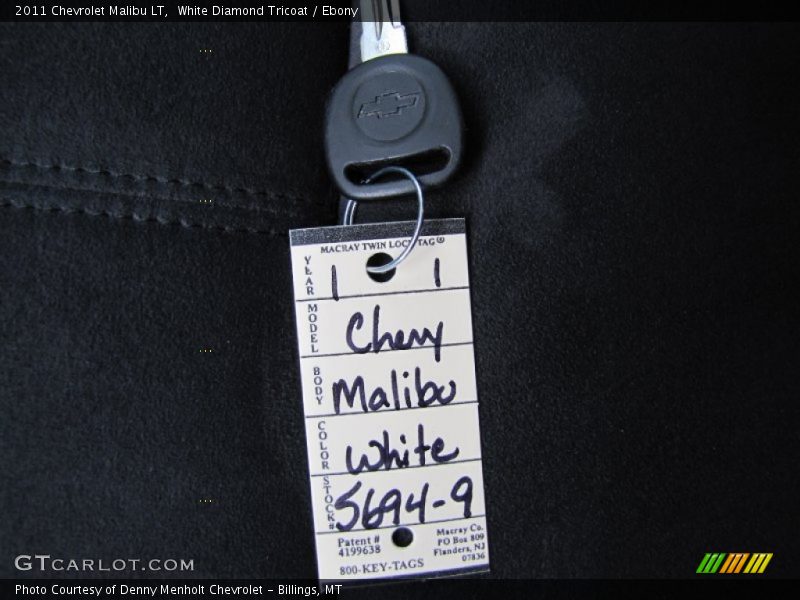 2011 Chevrolet Malibu LT,  White Diamond Tricoat / Ebony
MACRAY TWIN LOCK TAG®
YEAR 1 1
MODEL Chevy
BODY Malibu
COLOR White
STOCK# 5694-9
Patent #
4199638
Macray Co.
PO Box 809
Flanders, NJ
07836
800-KEY-TAGS
GTCARLOT.COM
Photo Courtesy of Denny Menholt Chevrolet - Billings, MT